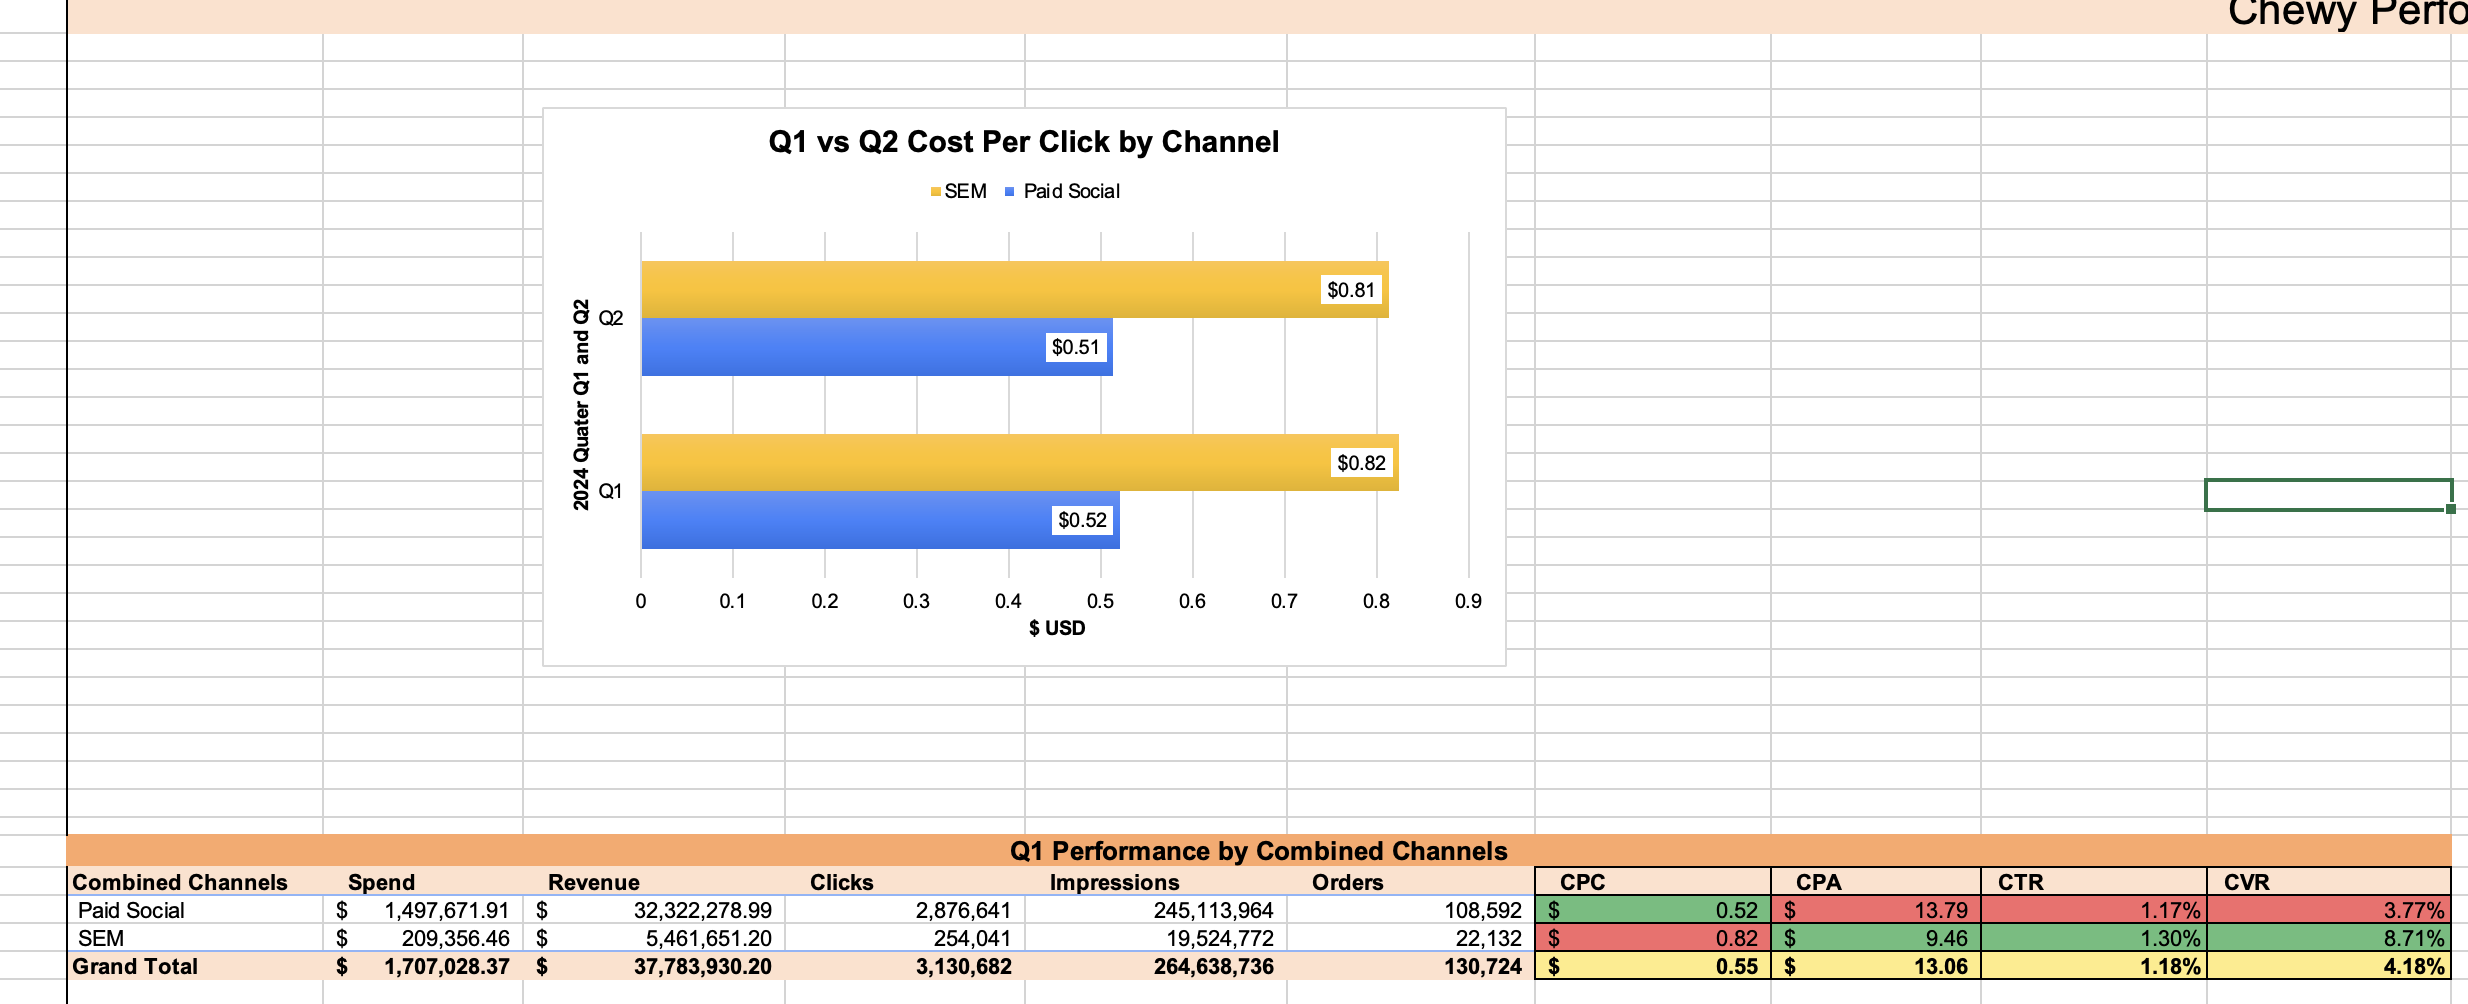 Chewy Perfo
Q1 vs Q2 Cost Per Click by Channel
SEM Paid Social
2024 Quater Q1 and Q2
Q2
$0.81
$0.51
Q1
$0.82
$0.52
0 0.1 0.2 0.3 0.4 0.5 0.6 0.7 0.8 0.9
$ USD
Q1 Performance by Combined Channels
Combined Channels Spend Revenue Clicks Impressions Orders CPC CPA CTR CVR
Paid Social $ 1,497,671.91 $ 32,322,278.99 2,876,641 245,113,964 108,592 $ 0.52 $ 13.79 1.17% 3.77%
SEM $ 209,356.46 $ 5,461,651.20 254,041 19,524,772 22,132 $ 0.82 $ 9.46 1.30% 8.71%
Grand Total $ 1,707,028.37 $ 37,783,930.20 3,130,682 264,638,736 130,724 $ 0.55 $ 13.06 1.18% 4.18%